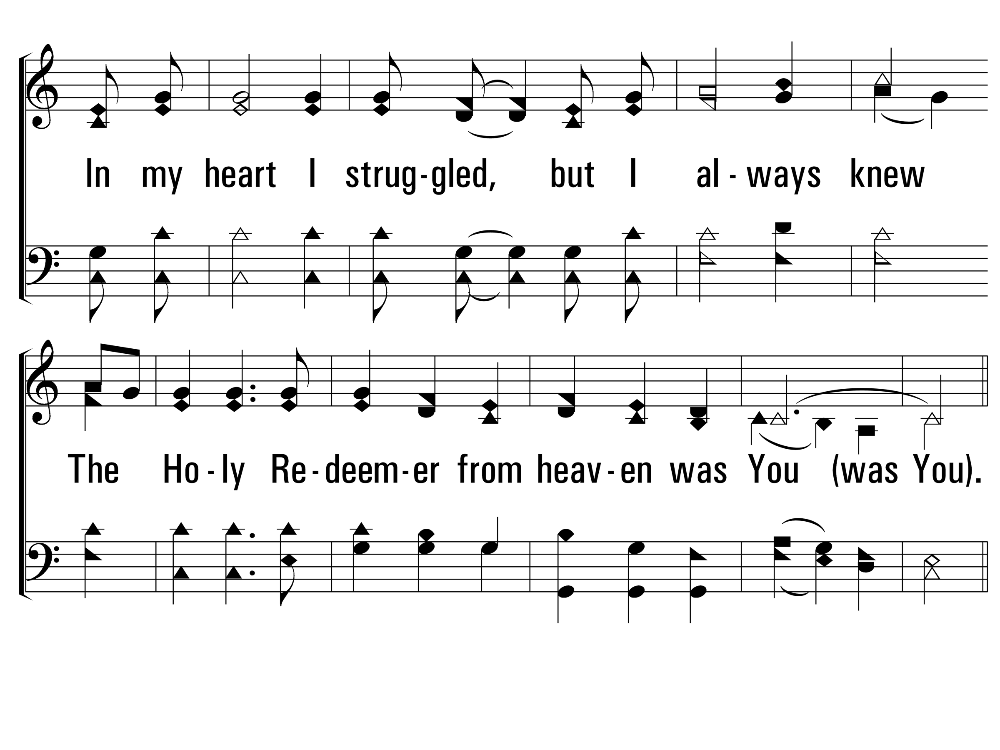 In my heart I strug-gled, but I al - ways knew
The Ho - ly Re - deem - er from heav - en was You (was You).